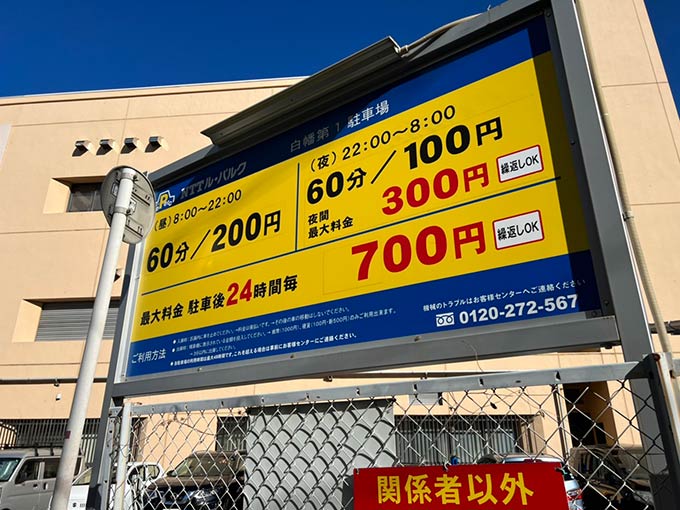 白幡第1駐車場
NTTル・パルク
(昼) 8:00〜22:00
60分/200円
(夜) 22:00〜8:00
60分/100円
夜間
最大料金
300円
繰返しOK
最大料金 駐車後24時間毎
700円
繰返しOK
ご利用方法
機械のトラブルはお客様センターへご連絡ください
0120-272-567
関係者以外